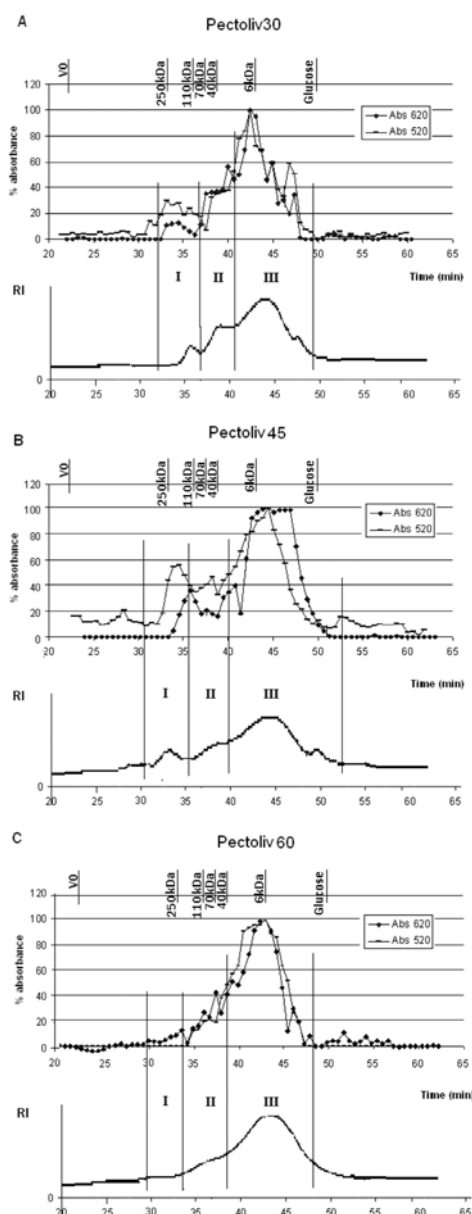 A
Pectoliv30
V0 250kDa 110kDa 70kDa 40kDa 6kDa Glucose
120
100
80
60
40
20
0
% absorbance
Abs 620
Abs 520
20 25 30 35 40 45 50 55 60 65
Time (min)
RI
I II III
0
20 25 30 35 40 45 50 55 60 65
B
Pectoliv 45
V0 250kDa 110kDa 70kDa 40kDa 6kDa Glucose
120
100
80
60
40
20
0
% absorbance
Abs 620
Abs 520
20 25 30 35 40 45 50 55 60 65
Time (min)
RI
I II III
0
20 25 30 35 40 45 50 55 60 65
C
Pectoliv 60
V0 250kDa 110kDa 70kDa 40kDa 6kDa Glucose
120
100
80
60
40
20
0
% absorbance
Abs 620
Abs 520
20 25 30 35 40 45 50 55 60 65
Time (min)
RI
I II III
0
20 25 30 35 40 45 50 55 60 65